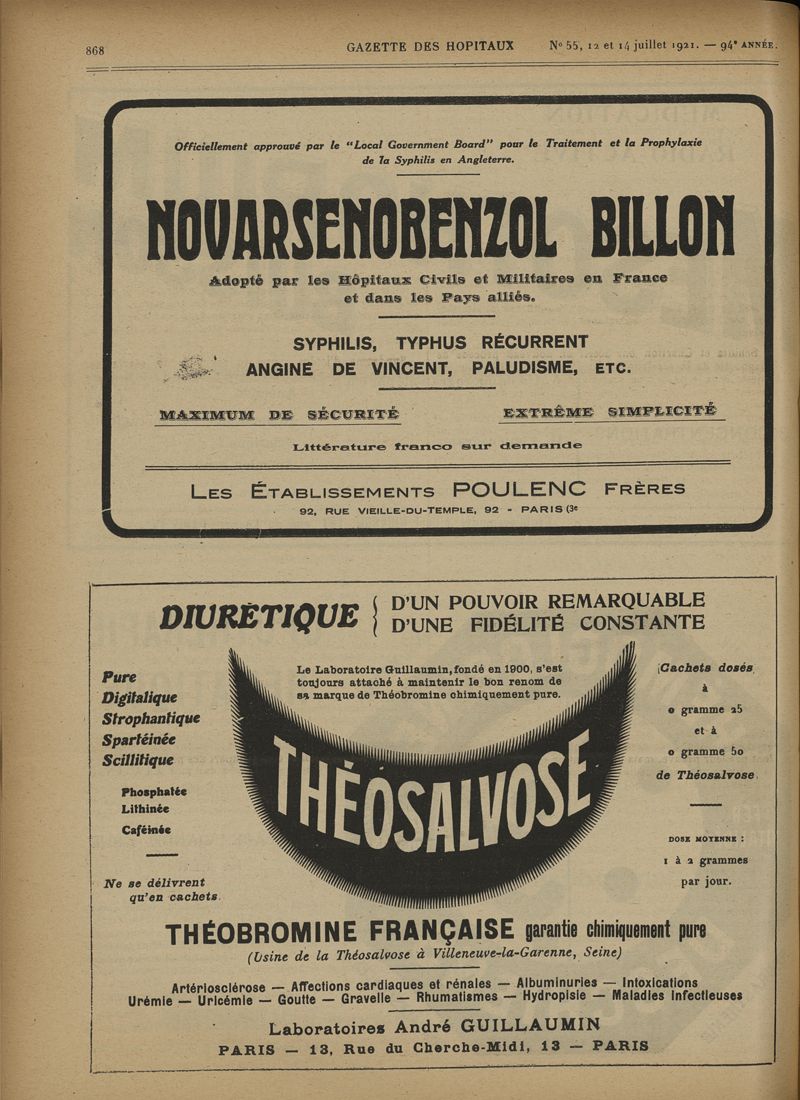 868
GAZETTE DES HOPITAUX
N° 55, 12 et 14 juillet 1921. — 94e ANNÉE.
Officiellement approuvé par le "Local Government Board" pour le Traitement et la Prophylaxie
de la Syphilis en Angleterre.
NOVARSENOBENZOL BILLON
Adopté par les Hôpitaux Civils et Militaires en France
et dans les Pays alliés.
SYPHILIS, TYPHUS RÉCURRENT
ANGINE DE VINCENT, PALUDISME, ETC.
MAXIMUM DE SÉCURITÉ
EXTRÊME SIMPLICITÉ
Littérature franco sur demande
LES ÉTABLISSEMENTS POULENC FRÈRES
92, RUE VIEILLE-DU-TEMPLE, 92 - PARIS (3e
DIURÉTIQUE
D'UN POUVOIR REMARQUABLE
D'UNE FIDÉLITÉ CONSTANTE
Le Laboratoire Guillaumin, fondé en 1900, s'est
toujours attaché à maintenir le bon renom de
sa marque de Théobromine chimiquement pure.
Pure
Digitalique
Strophantique
Spartéinée
Scillitique
Phosphatée
Lithinée
Caféinée
Ne se délivrent
qu'en cachets.
THÉOSALVOSE
Cachets dosés
à
0 gramme 25
et à
0 gramme 50
de Théosalvose.
DOSE MOYENNE :
1 à 2 grammes
par jour.
THÉOBROMINE FRANÇAISE garantie chimiquement pure
(Usine de la Théosalvose à Villeneuve-la-Garenne, Seine)
Artériosclérose — Affections cardiaques et rénales — Albuminuries — Intoxications
Urémie — Uricémie — Goutte — Gravelle — Rhumatismes — Hydropisie — Maladies infectieuses
Laboratoires André GUILLAUMIN
PARIS — 13, Rue du Cherche-Midi, 13 — PARIS